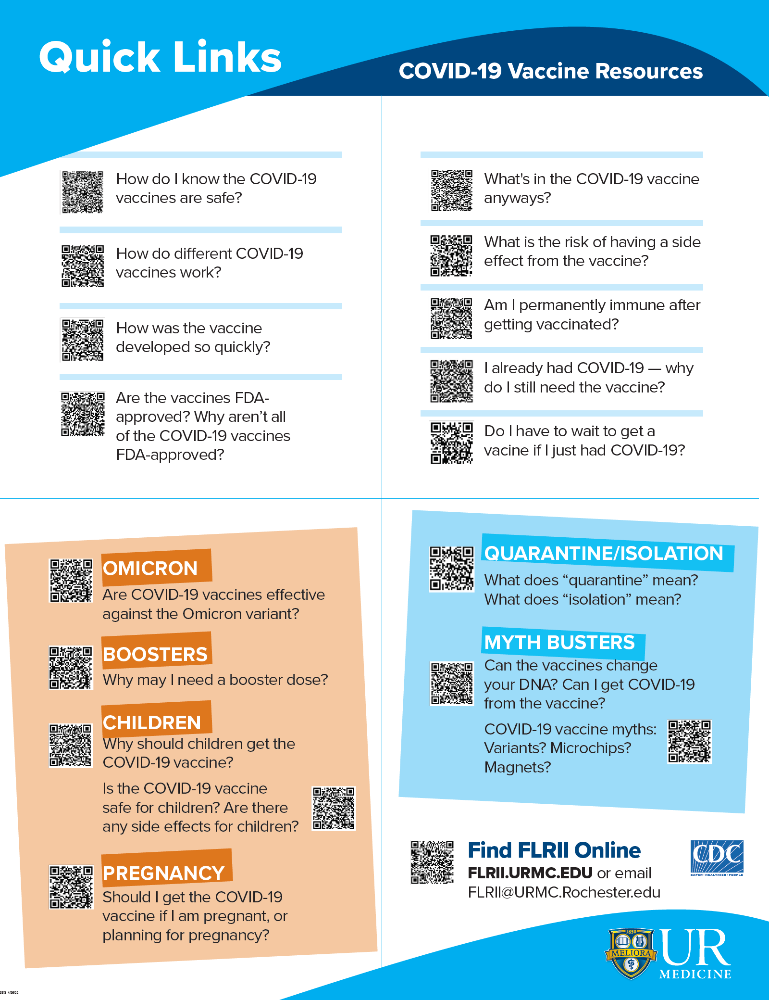 Quick Links
COVID-19 Vaccine Resources
How do I know the COVID-19
vaccines are safe?
How do different COVID-19
vaccines work?
How was the vaccine
developed so quickly?
Are the vaccines FDA-
approved? Why aren’t all
of the COVID-19 vaccines
FDA-approved?
What's in the COVID-19 vaccine
anyways?
What is the risk of having a side
effect from the vaccine?
Am I permanently immune after
getting vaccinated?
I already had COVID-19 — why
do I still need the vaccine?
Do I have to wait to get a
vacine if I just had COVID-19?
OMICRON
Are COVID-19 vaccines effective
against the Omicron variant?
BOOSTERS
Why may I need a booster dose?
CHILDREN
Why should children get the
COVID-19 vaccine?
Is the COVID-19 vaccine
safe for children? Are there
any side effects for children?
PREGNANCY
Should I get the COVID-19
vaccine if I am pregnant, or
planning for pregnancy?
QUARANTINE/ISOLATION
What does “quarantine” mean?
What does “isolation” mean?
MYTH BUSTERS
Can the vaccines change
your DNA? Can I get COVID-19
from the vaccine?
COVID-19 vaccine myths:
Variants? Microchips?
Magnets?
Find FLRII Online
FLRII.URMC.EDU or email
FLRII@URMC.Rochester.edu
CDC
SAFER•HEALTHIER•PEOPLE
1850
MELIORA
UR
MEDICINE
3313_4/26/22